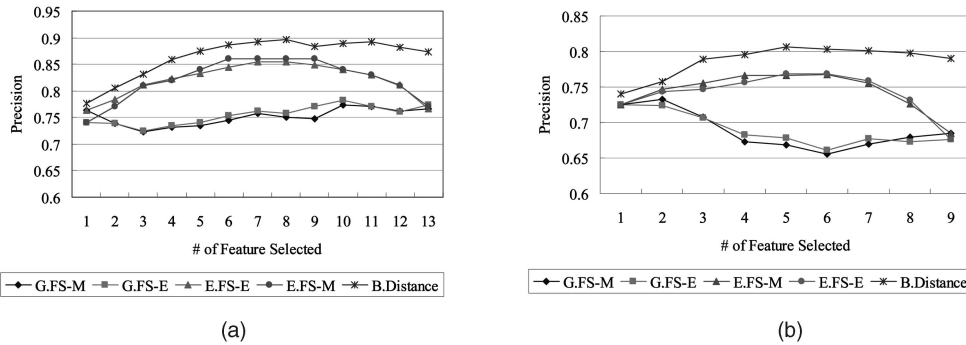 0.95
0.9
0.85
0.8
0.75
0.7
0.65
0.6
Precision
1 2 3 4 5 6 7 8 9 10 11 12 13
# of Feature Selected
G.FS-M G.FS-E E.FS-E E.FS-M B.Distance
(a)
0.85
0.8
0.75
0.7
0.65
0.6
Precision
1 2 3 4 5 6 7 8 9
# of Feature Selected
G.FS-M G.FS-E E.FS-M E.FS-E B.Distance
(b)